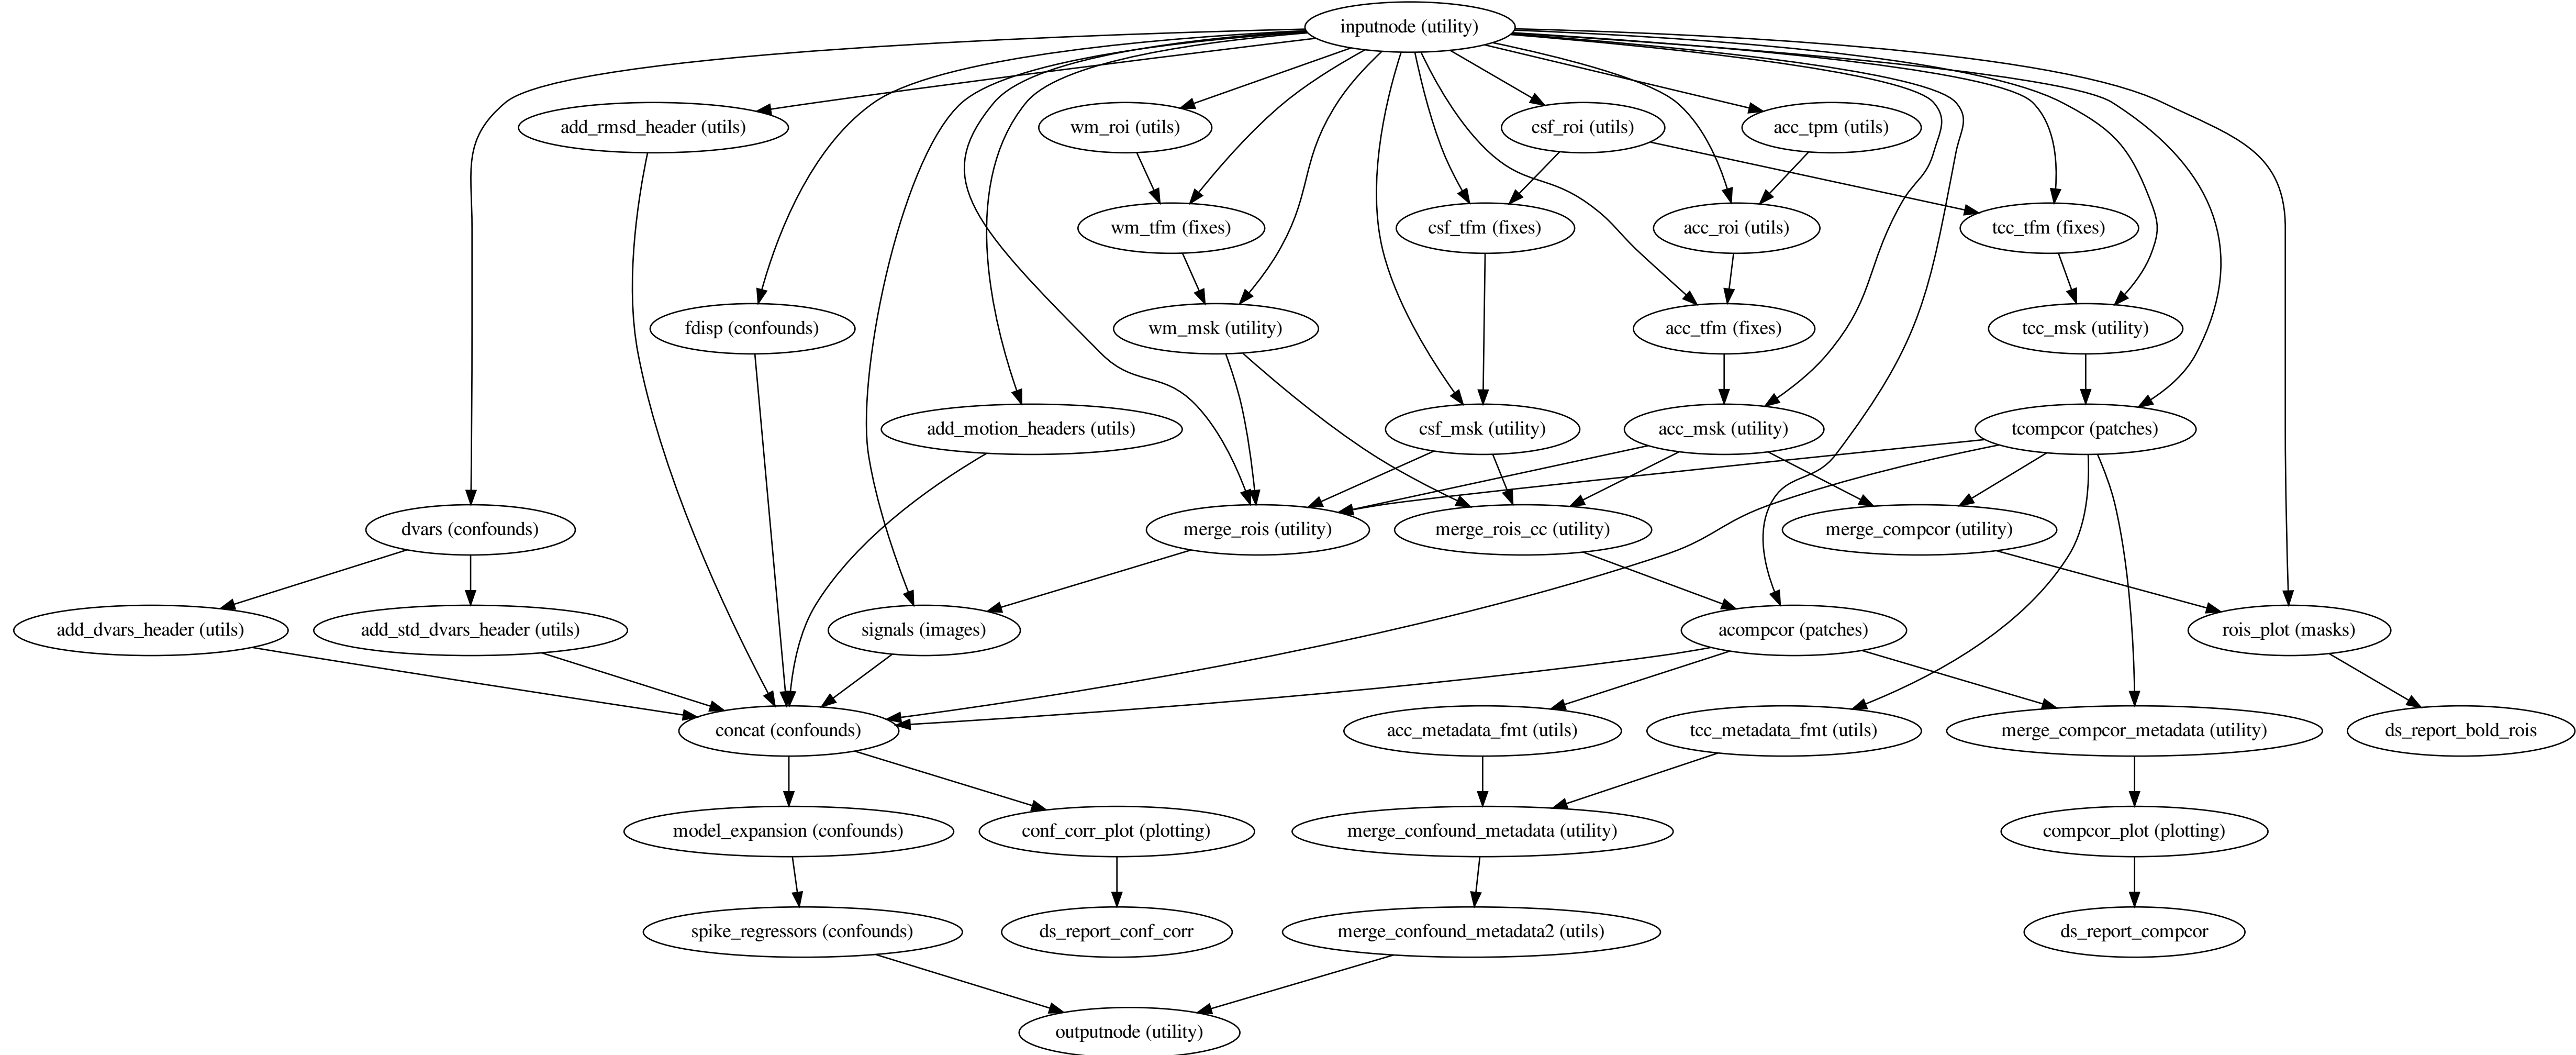 inputnode (utility)
add_rmsd_header (utils)
wm_roi (utils)
csf_roi (utils)
acc_tpm (utils)
wm_tfm (fixes)
csf_tfm (fixes)
acc_roi (utils)
tcc_tfm (fixes)
fdisp (confounds)
wm_msk (utility)
acc_tfm (fixes)
tcc_msk (utility)
add_motion_headers (utils)
csf_msk (utility)
acc_msk (utility)
tcompcor (patches)
dvars (confounds)
merge_rois (utility)
merge_rois_cc (utility)
merge_compcor (utility)
add_dvars_header (utils)
add_std_dvars_header (utils)
signals (images)
acompcor (patches)
rois_plot (masks)
concat (confounds)
acc_metadata_fmt (utils)
tcc_metadata_fmt (utils)
merge_compcor_metadata (utility)
ds_report_bold_rois
model_expansion (confounds)
conf_corr_plot (plotting)
merge_confound_metadata (utility)
compcor_plot (plotting)
spike_regressors (confounds)
ds_report_conf_corr
merge_confound_metadata2 (utils)
ds_report_compcor
outputnode (utility)